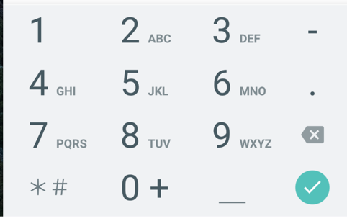 1 2 ABC 3 DEF -
4 GHI 5 JKL 6 MNO .
7 PQRS 8 TUV 9 WXYZ
*# 0 + _